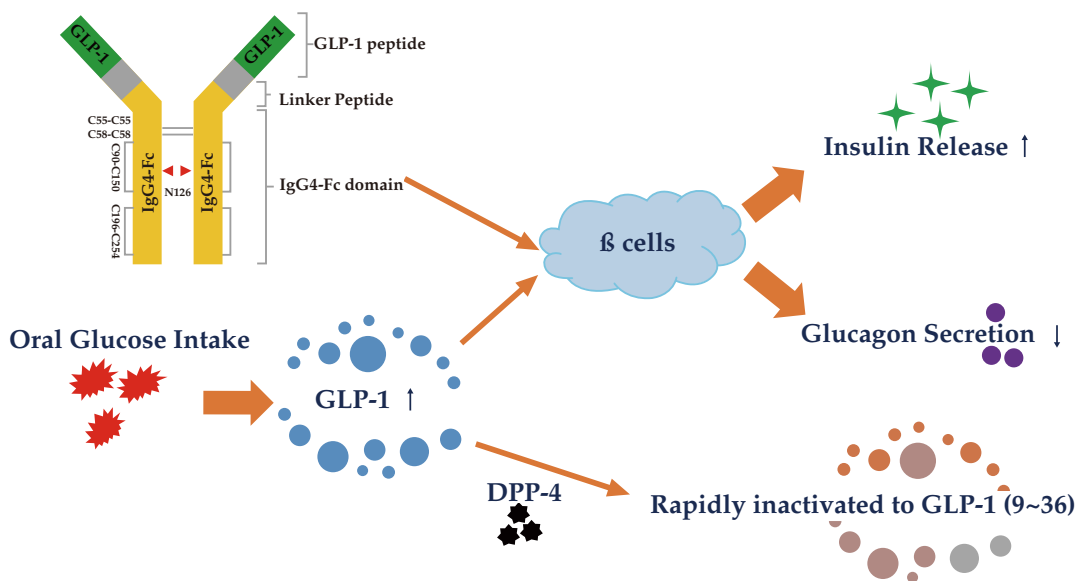 GLP-1
GLP-1
GLP-1 peptide
Linker Peptide
C55-C55
C58-C58
C90-C150
IgG4-Fc
IgG4-Fc
N126
IgG4-Fc domain
C196-C254
ß cells
Insulin Release ↑
Glucagon Secretion ↓
Oral Glucose Intake
GLP-1 ↑
DPP-4
Rapidly inactivated to GLP-1 (9~36)